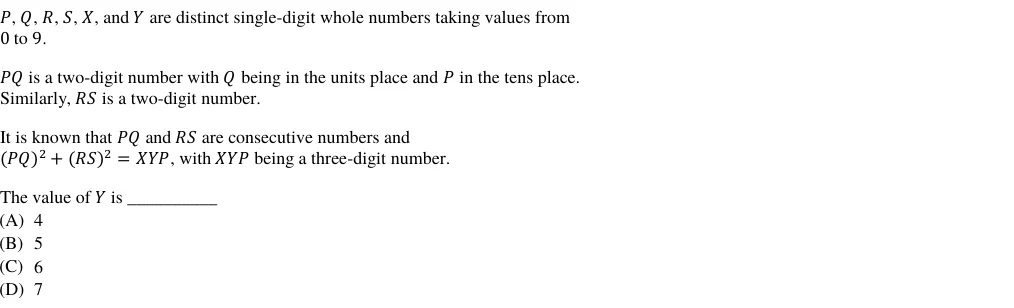 P, Q, R, S, X, and Y are distinct single-digit whole numbers taking values from
0 to 9.
PQ is a two-digit number with Q being in the units place and P in the tens place.
Similarly, RS is a two-digit number.
It is known that PQ and RS are consecutive numbers and
(PQ)² + (RS)² = XYP, with XYP being a three-digit number.
The value of Y is __________
(A) 4
(B) 5
(C) 6
(D) 7